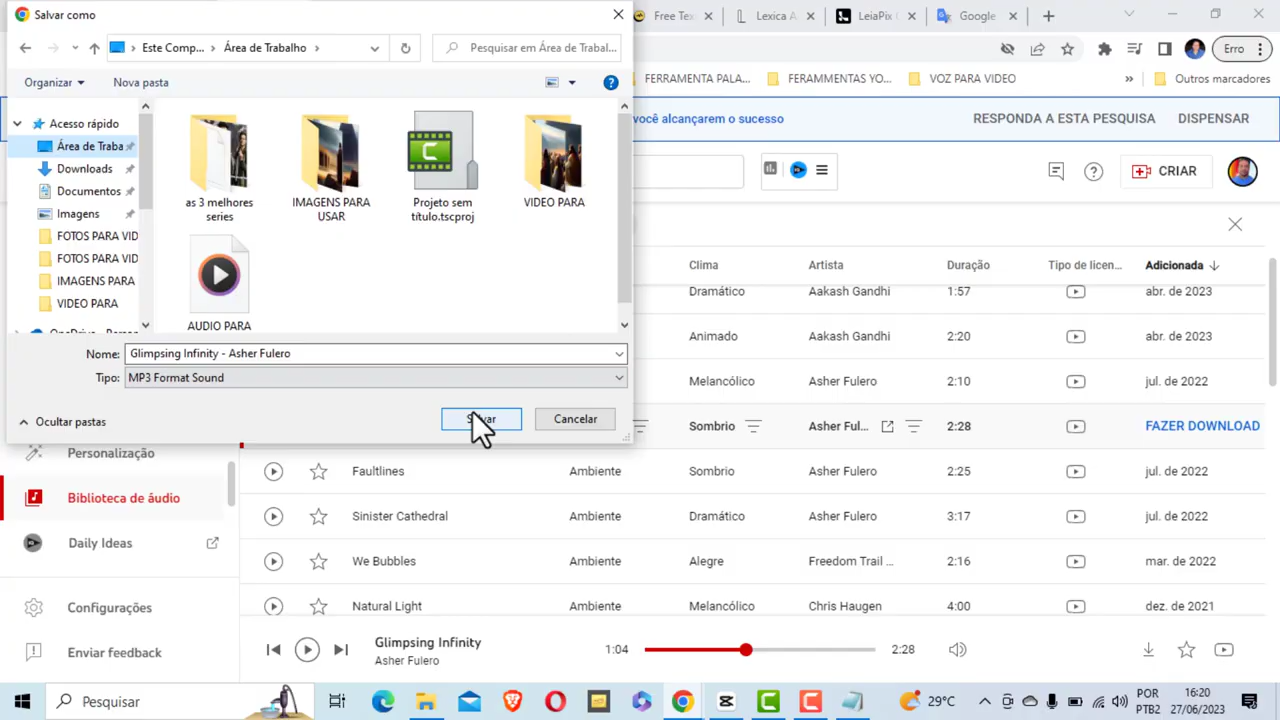 Salvar como
Free Tex
Lexica A
LeiaPix C
Google
Este Comp...
Área de Trabalho
Pesquisar em Área de Trabal...
Erro
Organizar
Nova pasta
FERRAMENTA PALA...
FERAMMENTAS YO...
VOZ PARA VIDEO
»
Outros marcadores
Acesso rápido
Área de Traba
Downloads
Documentos
Imagens
FOTOS PARA VID
FOTOS PARA VID
IMAGENS PARA
VIDEO PARA
as 3 melhores
series
IMAGENS PARA
USAR
Projeto sem
título.tscproj
VIDEO PARA
AUDIO PARA
você alcançarem o sucesso
RESPONDA A ESTA PESQUISA
DISPENSAR
CRIAR
Nome:
Glimpsing Infinity - Asher Fulero
Tipo:
MP3 Format Sound
Ocultar pastas
Cancelar
Clima
Artista
Duração
Tipo de licen...
Adicionada
Dramático
Aakash Gandhi
1:57
abr. de 2023
Animado
Aakash Gandhi
2:20
abr. de 2023
Melancólico
Asher Fulero
2:10
jul. de 2022
Sombrio
Asher Ful...
2:28
FAZER DOWNLOAD
Personalização
Biblioteca de áudio
Daily Ideas
Configurações
Enviar feedback
Faultlines
Ambiente
Sombrio
Asher Fulero
2:25
jul. de 2022
Sinister Cathedral
Ambiente
Dramático
Asher Fulero
3:17
jul. de 2022
We Bubbles
Ambiente
Alegre
Freedom Trail ...
2:16
mar. de 2022
Natural Light
Ambiente
Melancólico
Chris Haugen
4:00
dez. de 2021
Glimpsing Infinity
Asher Fulero
1:04
2:28
Pesquisar
29°C
POR
PTB2
16:20
27/06/2023